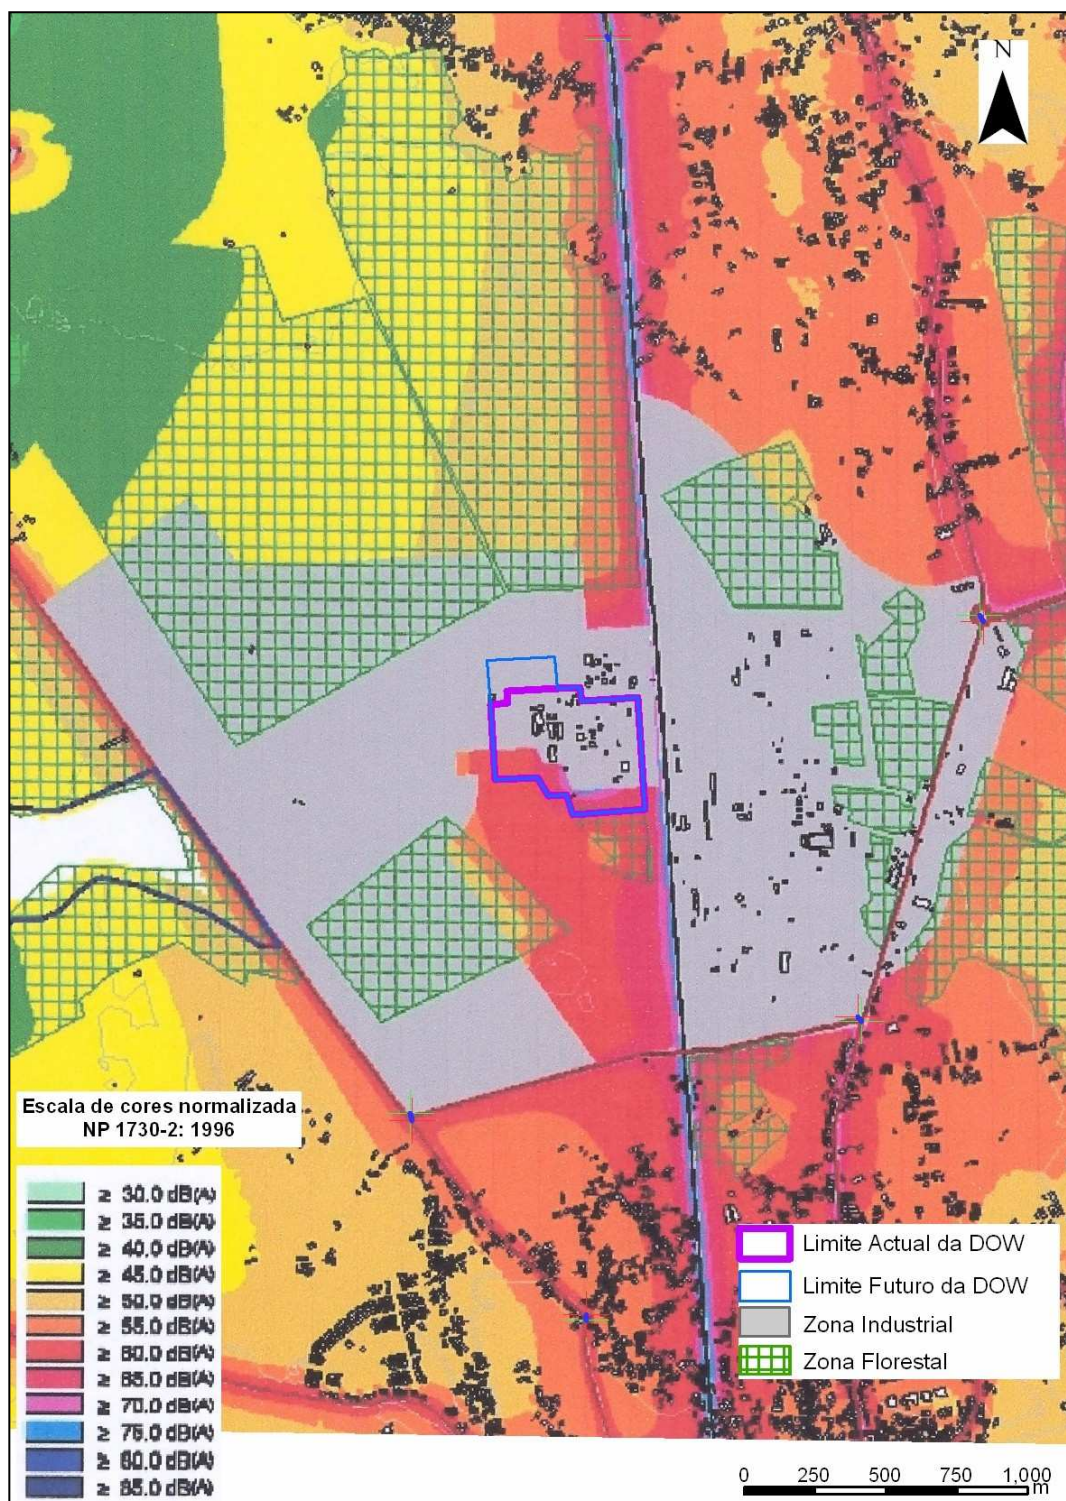 N
Escala de cores normalizada
NP 1730-2: 1996
≥ 30.0 dB(A)
≥ 35.0 dB(A)
≥ 40.0 dB(A)
≥ 45.0 dB(A)
≥ 50.0 dB(A)
≥ 55.0 dB(A)
≥ 60.0 dB(A)
≥ 65.0 dB(A)
≥ 70.0 dB(A)
≥ 75.0 dB(A)
≥ 80.0 dB(A)
≥ 85.0 dB(A)
Limite Actual da DOW
Limite Futuro da DOW
Zona Industrial
Zona Florestal
0 250 500 750 1,000
m